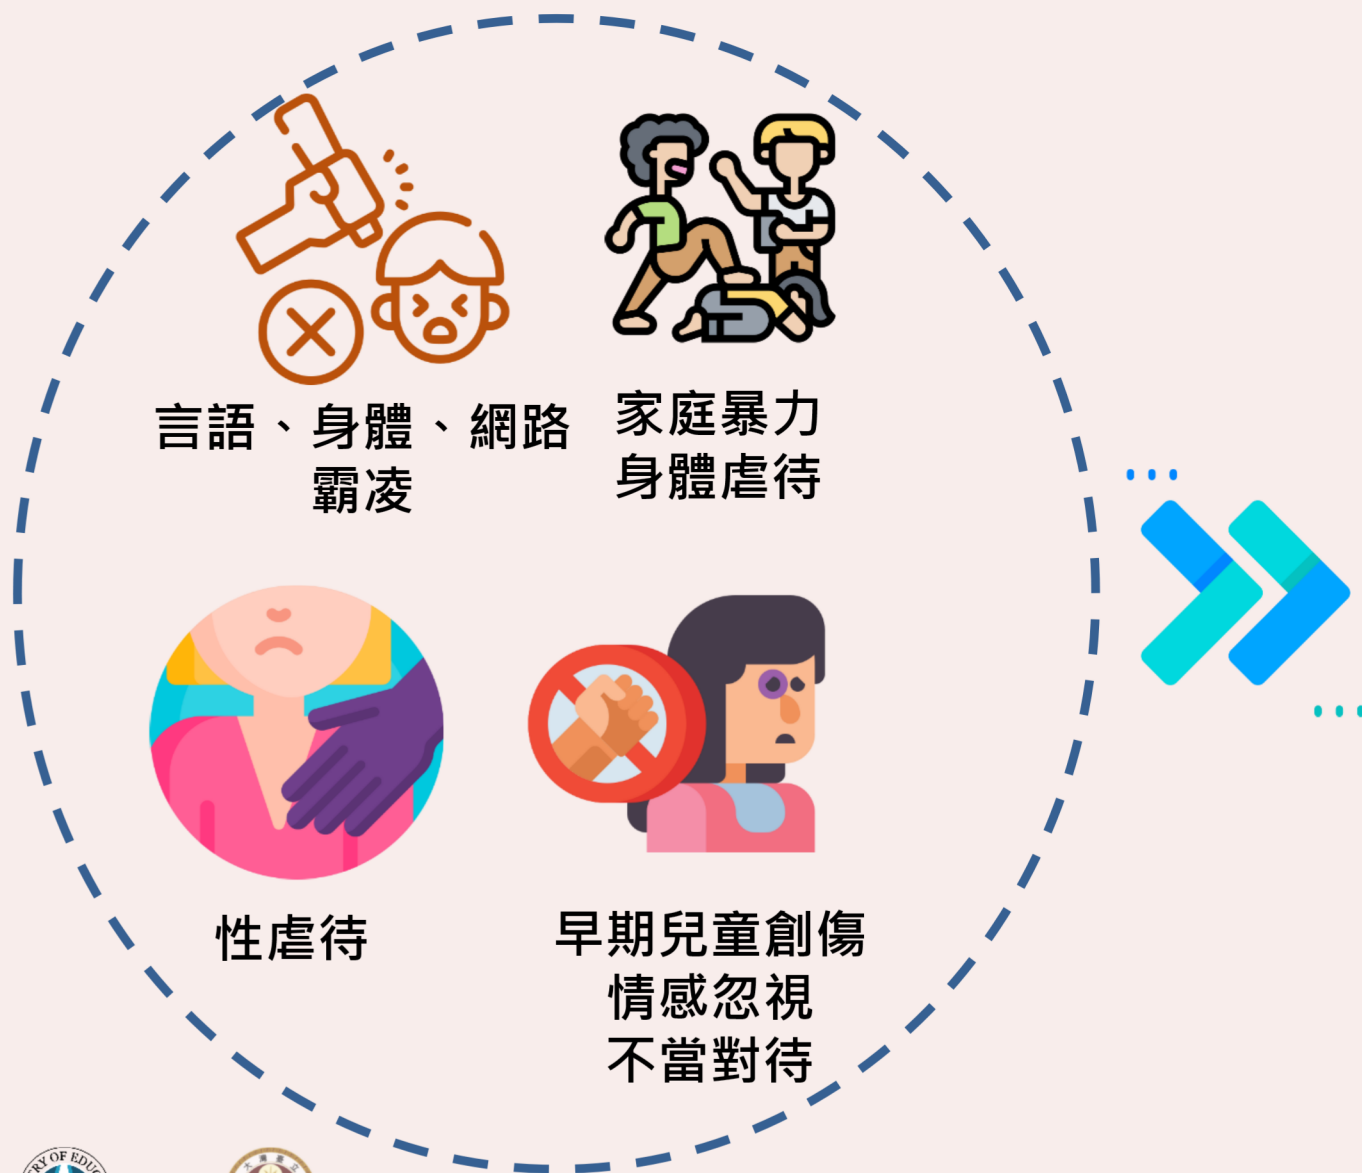 言語、身體、網路
霸凌
家庭暴力
身體虐待
性虐待
早期兒童創傷
情感忽視
不當對待